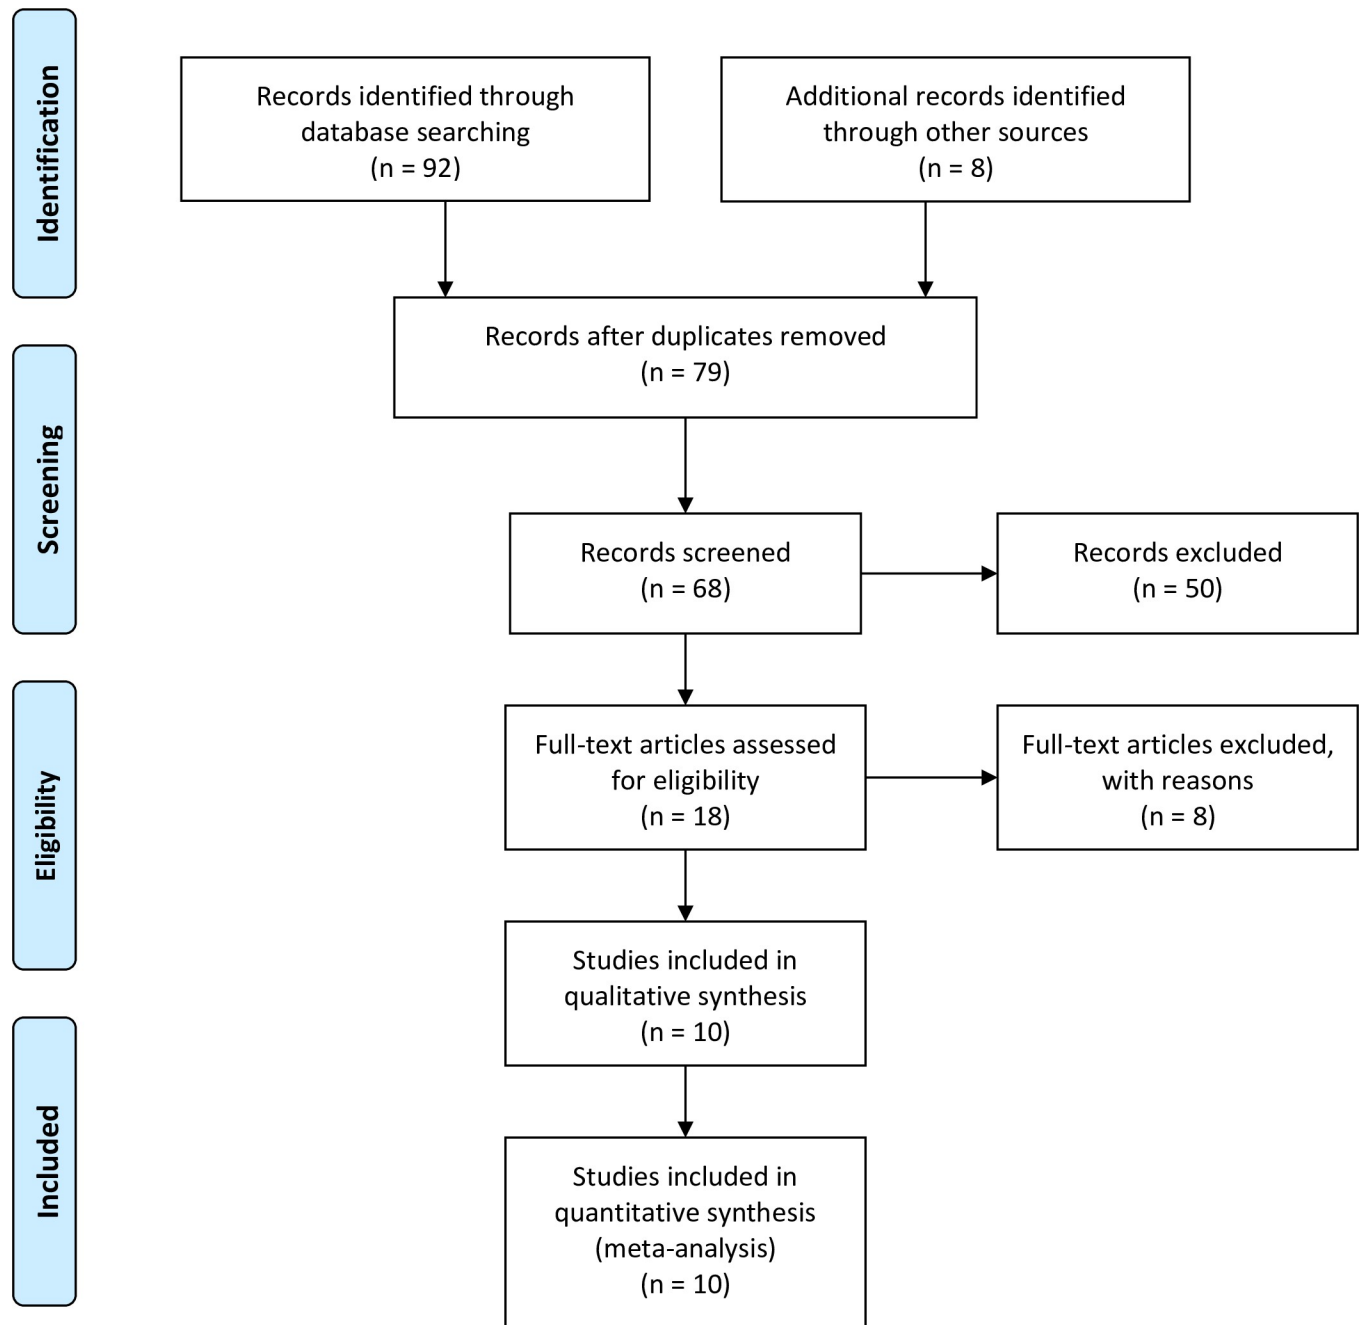 Identification
Records identified through
database searching
(n = 92)
Additional records identified
through other sources
(n = 8)
Records after duplicates removed
(n = 79)
Screening
Records screened
(n = 68)
Records excluded
(n = 50)
Eligibility
Full-text articles assessed
for eligibility
(n = 18)
Full-text articles excluded,
with reasons
(n = 8)
Studies included in
qualitative synthesis
(n = 10)
Included
Studies included in
quantitative synthesis
(meta-analysis)
(n = 10)